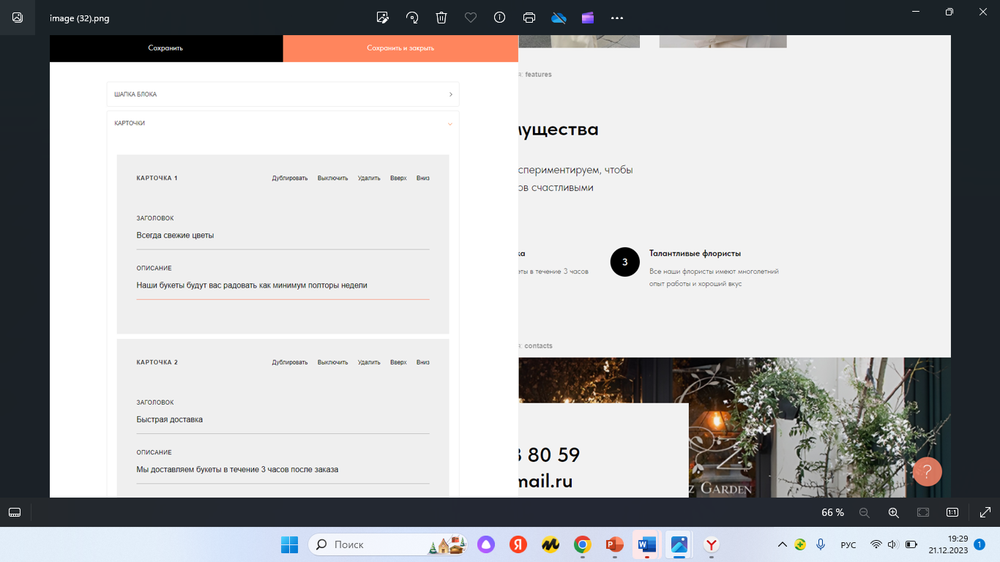 image (32).png
Сохранить
Сохранить и закрыть
ШАПКА БЛОКА
КАРТОЧКИ
КАРТОЧКА 1
Дублировать Выключить Удалить Вверх Вниз
ЗАГОЛОВОК
Всегда свежие цветы
ОПИСАНИЕ
Наши букеты будут вас радовать как минимум полторы недели
КАРТОЧКА 2
Дублировать Выключить Удалить Вверх Вниз
ЗАГОЛОВОК
Быстрая доставка
ОПИСАНИЕ
Мы доставляем букеты в течение 3 часов после заказа
я: features
мущества
спериментируем, чтобы
ов счастливыми
ка
еты в течение 3 часов
3
Талантливые флористы
Все наши флористы имеют многолетний
опыт работы и хороший вкус
я: contacts
80 59
mail.ru
Z GARDEN
?
66 %
1:1
Поиск
Я
P
W
Y
РУС
19:29
21.12.2023
1